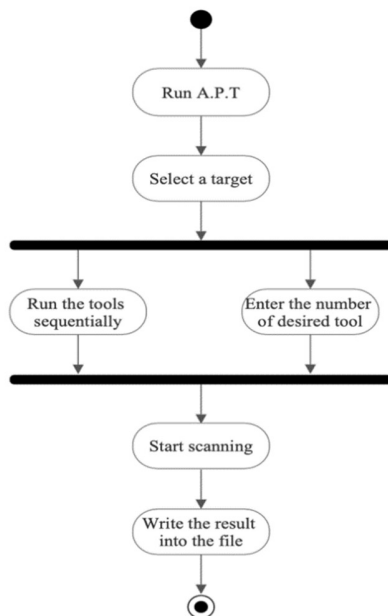 Run A.P.T
Select a target
Run the tools
sequentially
Enter the number
of desired tool
Start scanning
Write the result
into the file